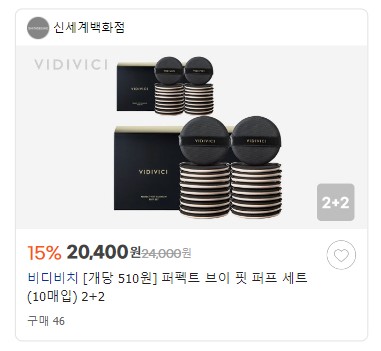 신세계백화점
VIDIVICI
VIDIVICI
VIDIVICI
2+2
15% 20,400원 24,000원
비디비치 [개당 510원] 퍼펙트 브이 핏 퍼프 세트
(10매입) 2+2
구매 46